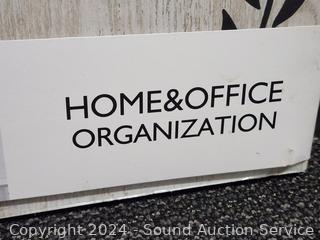 HOME&OFFICE
ORGANIZATION
Copyright 2024 - Sound Auction Service